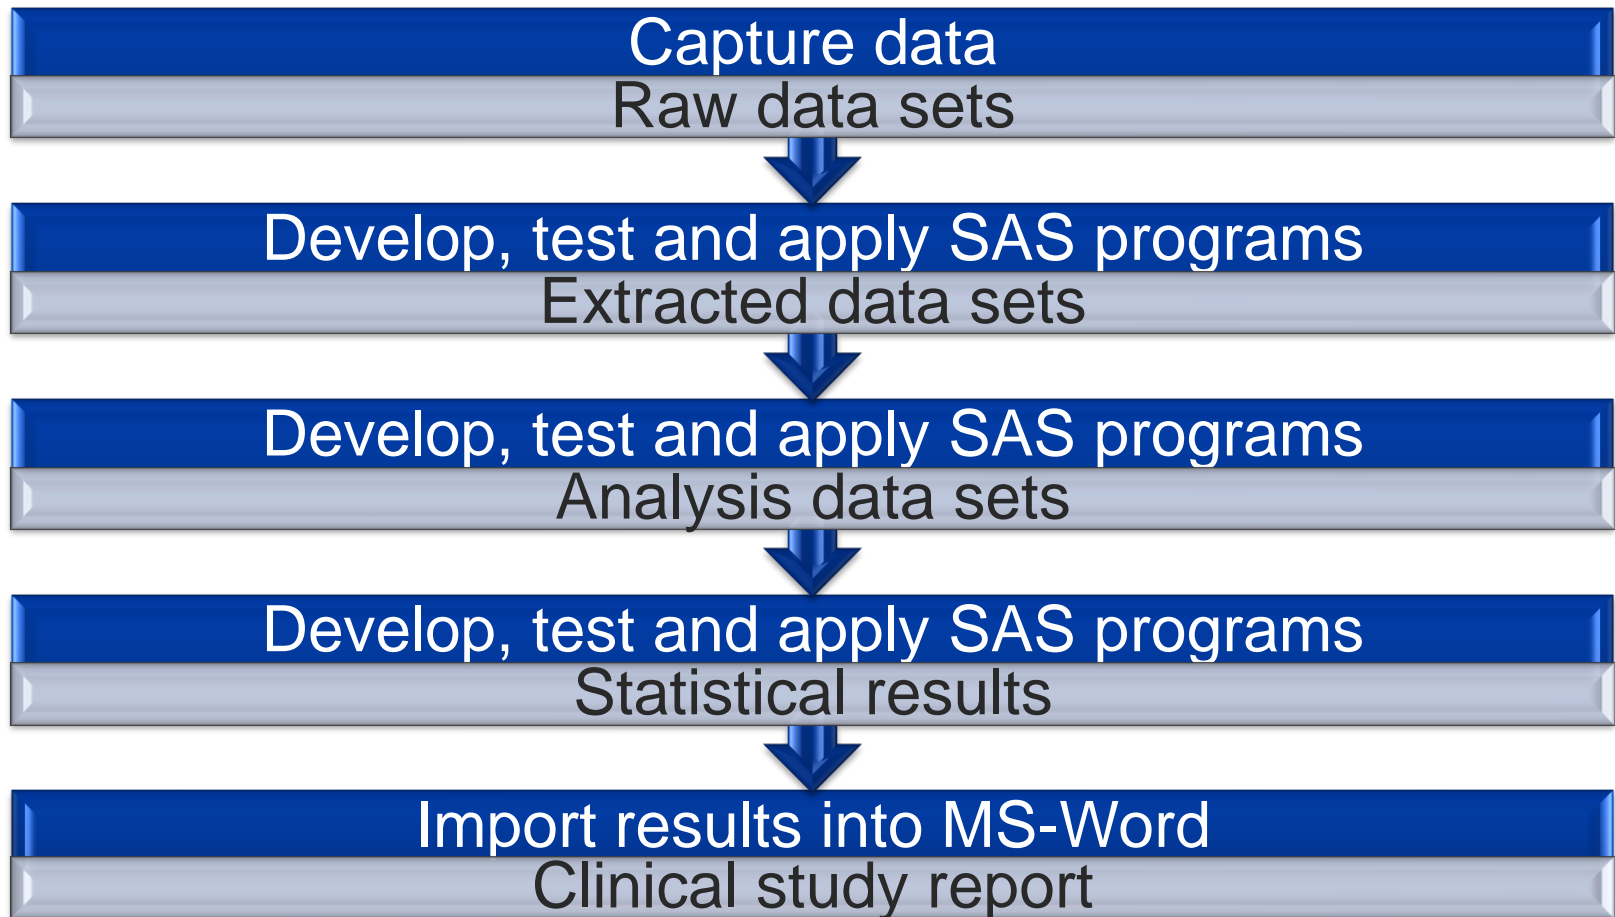 Capture data
Raw data sets
Develop, test and apply SAS programs
Extracted data sets
Develop, test and apply SAS programs
Analysis data sets
Develop, test and apply SAS programs
Statistical results
Import results into MS-Word
Clinical study report